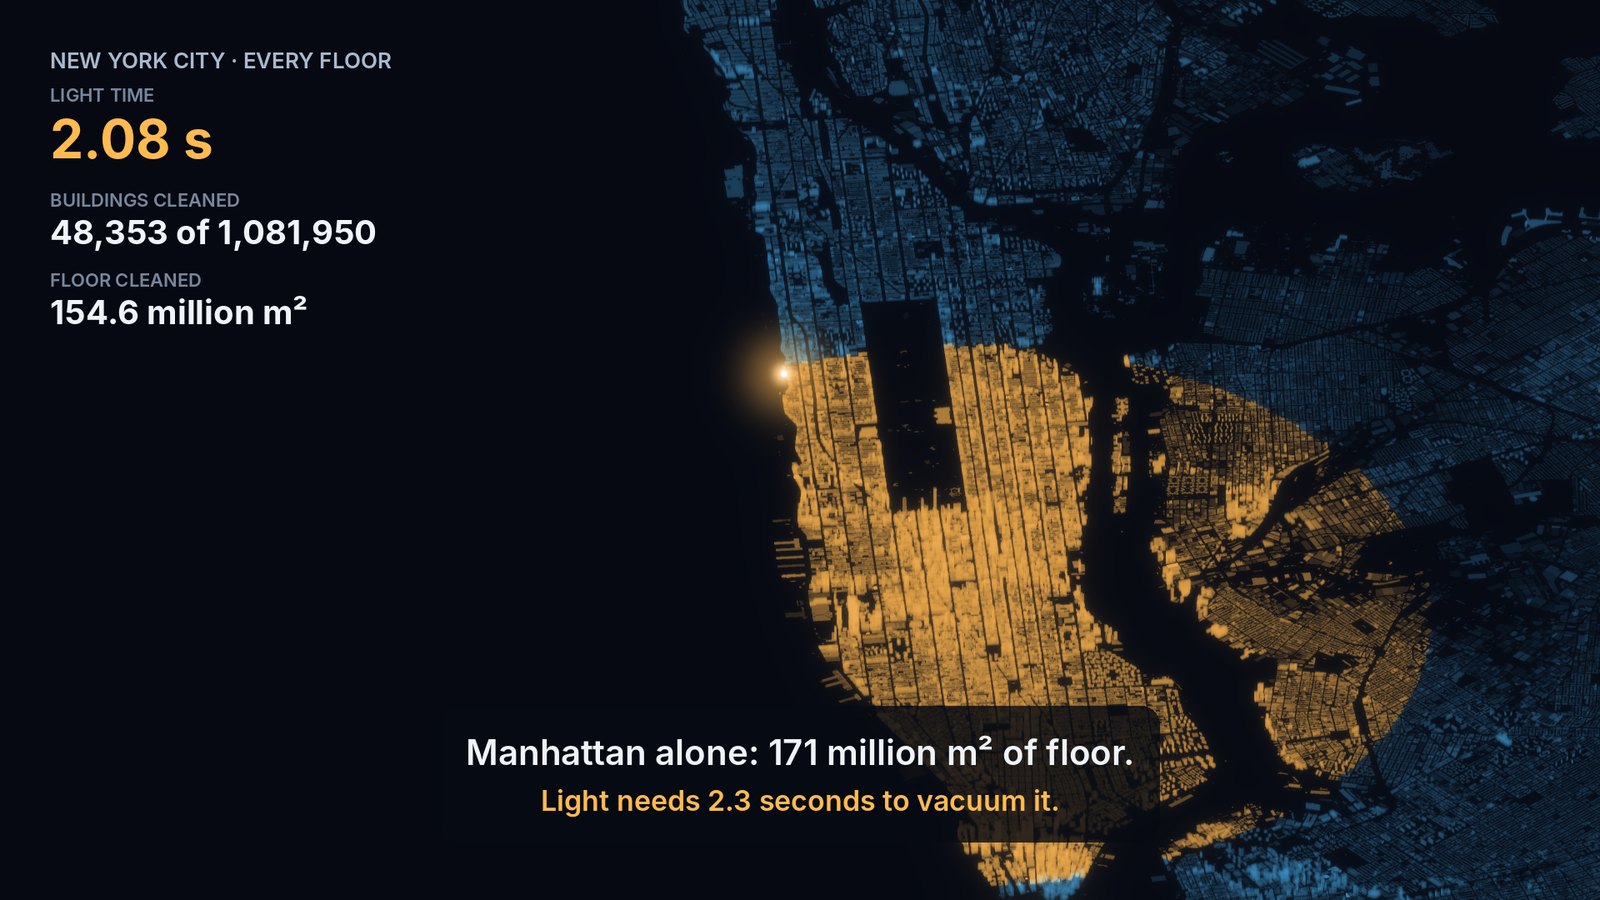 NEW YORK CITY · EVERY FLOOR
LIGHT TIME
2.08 s
BUILDINGS CLEANED
48,353 of 1,081,950
FLOOR CLEANED
154.6 million m²
Manhattan alone: 171 million m² of floor.
Light needs 2.3 seconds to vacuum it.